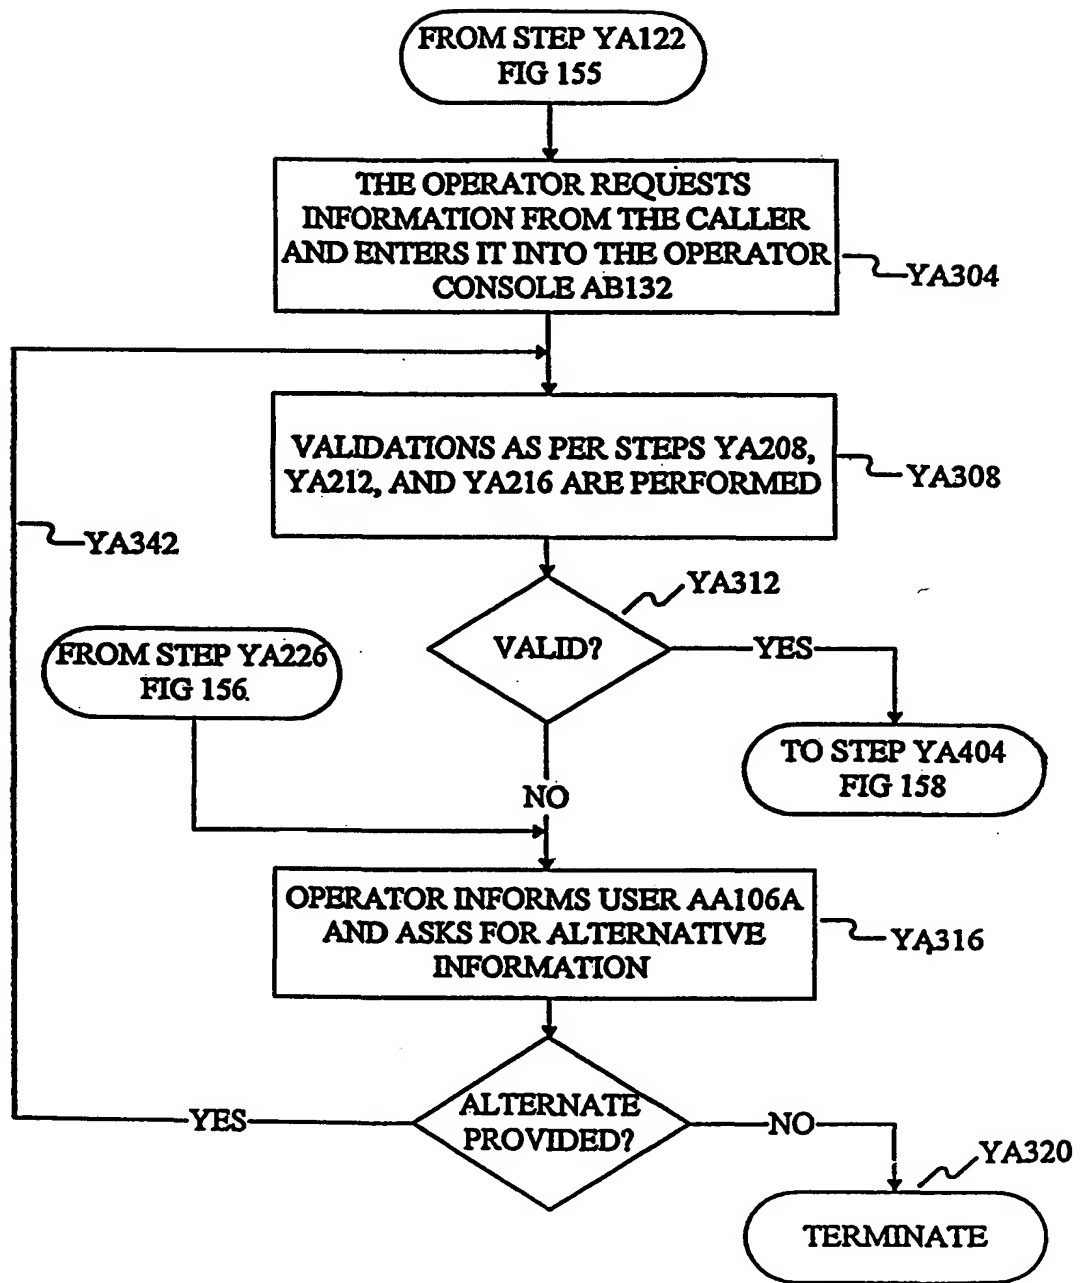 FROM STEP YA122
FIG 155
THE OPERATOR REQUESTS
INFORMATION FROM THE CALLER
AND ENTERS IT INTO THE OPERATOR
CONSOLE AB132
YA304
VALIDATIONS AS PER STEPS YA208,
YA212, AND YA216 ARE PERFORMED
YA308
YA342
YA312
VALID?
YES
FROM STEP YA226
FIG 156
TO STEP YA404
FIG 158
NO
OPERATOR INFORMS USER AA106A
AND ASKS FOR ALTERNATIVE
INFORMATION
YA316
ALTERNATE
PROVIDED?
YES
NO
YA320
TERMINATE